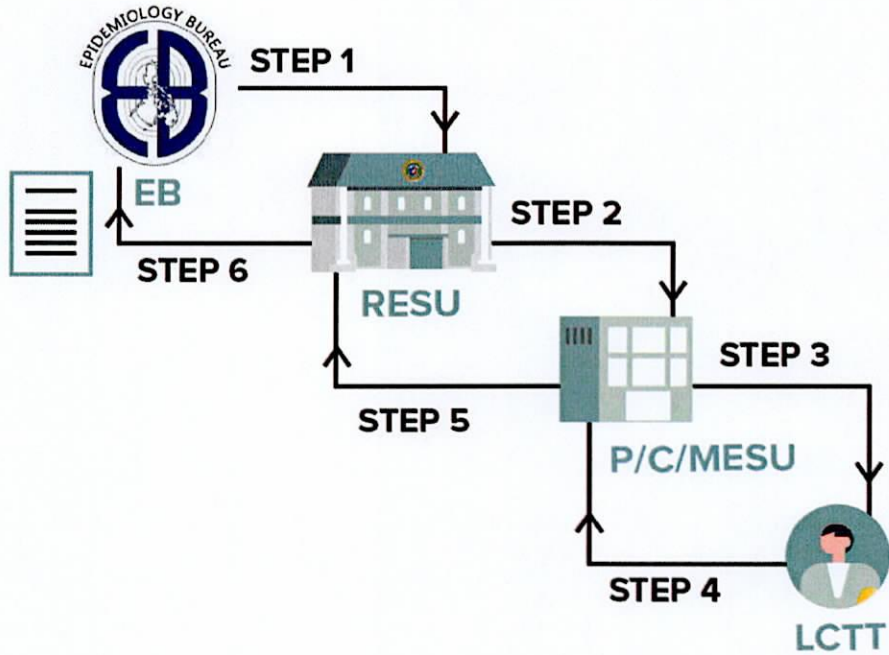 EPIDEMIOLOGY BUREAU
STEP 1
EB
STEP 2
STEP 6
RESU
STEP 3
STEP 5
P/C/MESU
STEP 4
LCTT